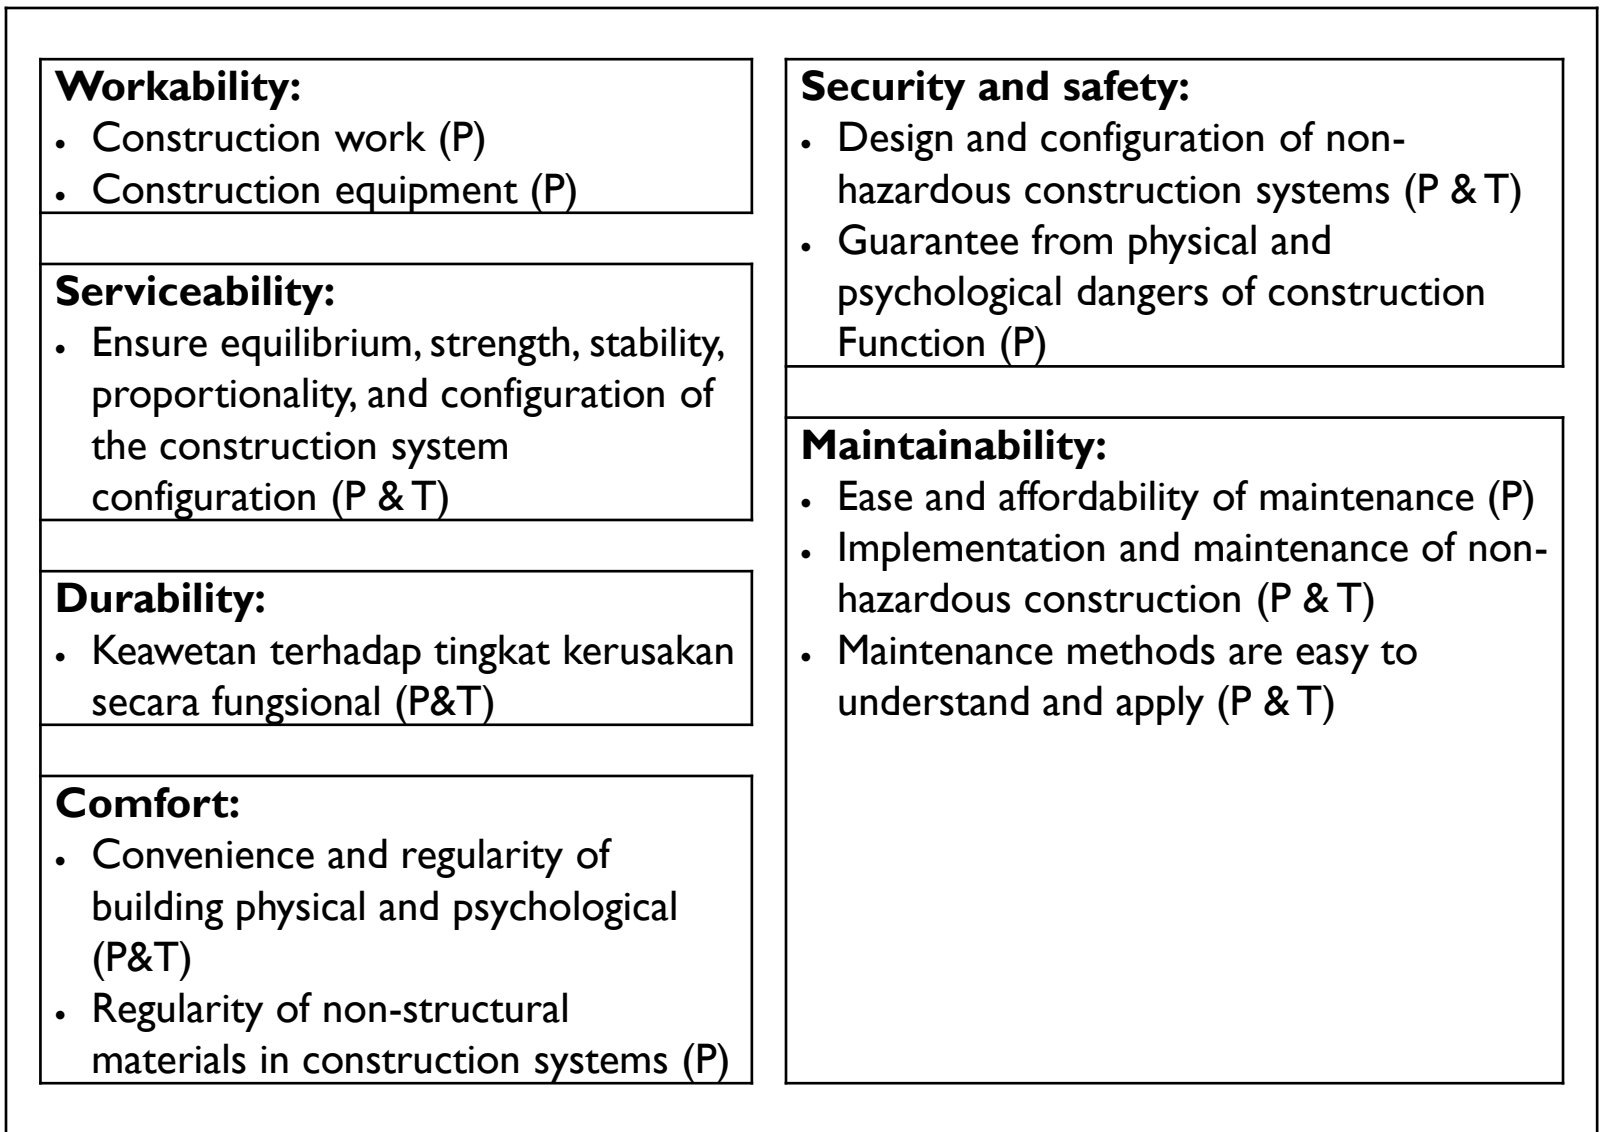 Workability:
• Construction work (P)
• Construction equipment (P)
Serviceability:
• Ensure equilibrium, strength, stability,
proportionality, and configuration of
the construction system
configuration (P & T)
Durability:
• Keawetan terhadap tingkat kerusakan
secara fungsional (P&T)
Comfort:
• Convenience and regularity of
building physical and psychological
(P&T)
• Regularity of non-structural
materials in construction systems (P)
Security and safety:
• Design and configuration of non-
hazardous construction systems (P & T)
• Guarantee from physical and
psychological dangers of construction
Function (P)
Maintainability:
• Ease and affordability of maintenance (P)
• Implementation and maintenance of non-
hazardous construction (P & T)
• Maintenance methods are easy to
understand and apply (P & T)